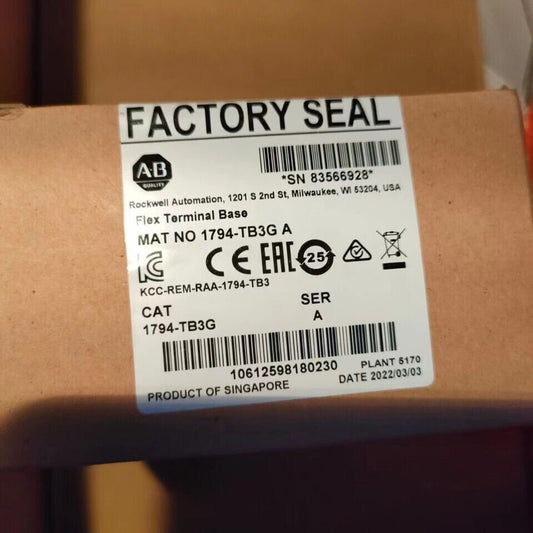 FACTORY SEAL
AB
QUALITY
*SN 83566928*
Rockwell Automation, 1201 S 2nd St, Milwaukee, WI 53204, USA
Flex Terminal Base
MAT NO 1794-TB3G A
CE EAC 25
KCC-REM-RAA-1794-TB3
CAT
1794-TB3G
SER
A
10612598180230
PLANT 5170
PRODUCT OF SINGAPORE
DATE 2022/03/03